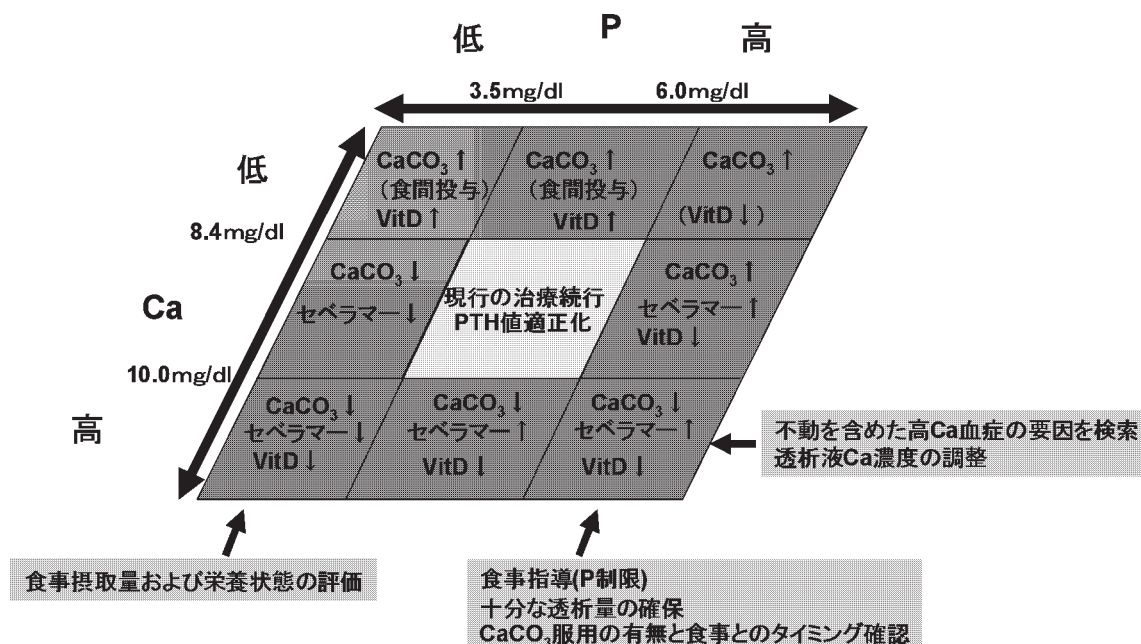 P
低
高
3.5mg/dl
6.0mg/dl
Ca
低
8.4mg/dl
10.0mg/dl
高
CaCO₃↑
(食間投与)
VitD↑
CaCO₃↑
(食間投与)
VitD↑
CaCO₃↑
(VitD↓)
CaCO₃↓
セベラマー↓
現行の治療続行
PTH値適正化
CaCO₃↑
セベラマー↑
VitD↓
CaCO₃↓
セベラマー↓
VitD↓
CaCO₃↓
セベラマー↑
VitD↓
CaCO₃↓
セベラマー↑
VitD↓
不動を含めた高Ca血症の要因を検索
透析液Ca濃度の調整
食事摂取量および栄養状態の評価
食事指導(P制限)
十分な透析量の確保
CaCO₃服用の有無と食事とのタイミング確認